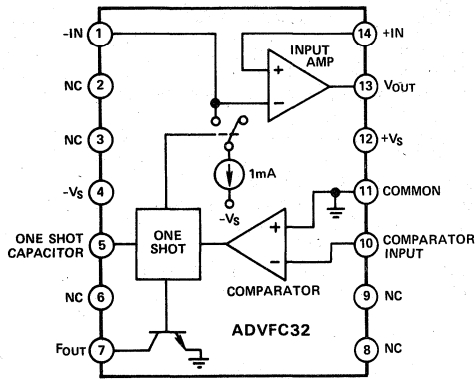 -IN 1
NC 2
NC 3
-VS 4
ONE SHOT
CAPACITOR 5
NC 6
FOUT 7
14 +IN
13 VOUT
12 +VS
11 COMMON
10 COMPARATOR
INPUT
9 NC
8 NC
INPUT
AMP
+
−
1mA
-VS
ONE
SHOT
+
−
COMPARATOR
ADVFC32